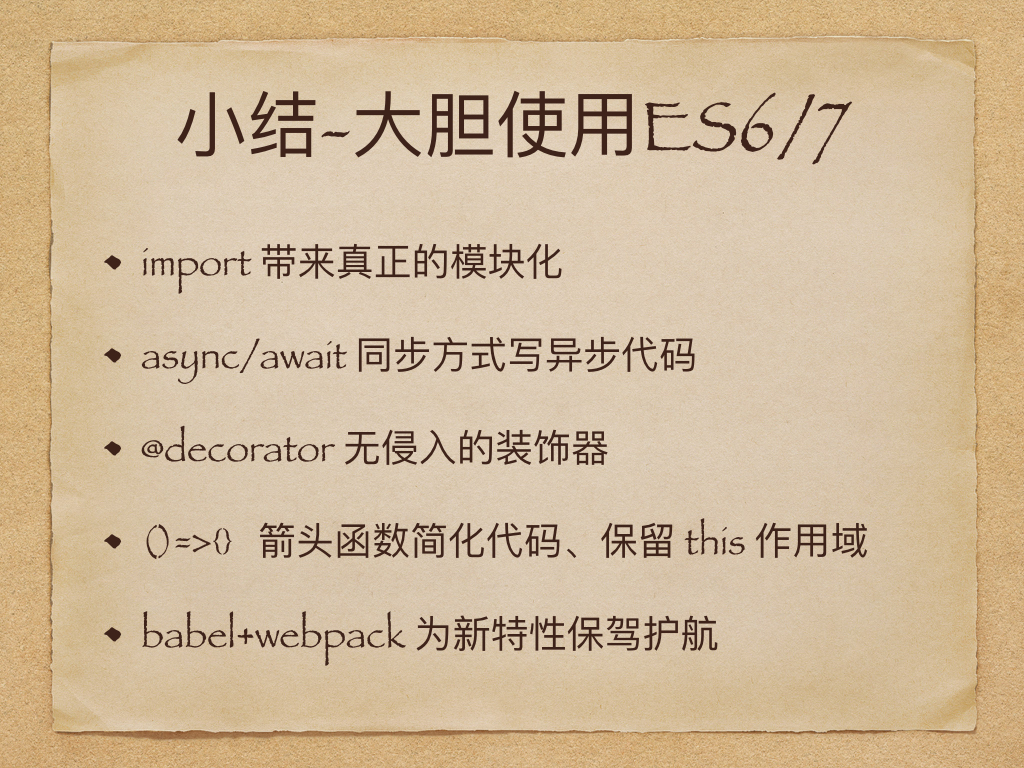 小结-大胆使用ES6/7
import 带来真正的模块化
async/await 同步方式写异步代码
@decorator 无侵入的装饰器
()=>{} 箭头函数简化代码、保留 this 作用域
babel+webpack 为新特性保驾护航